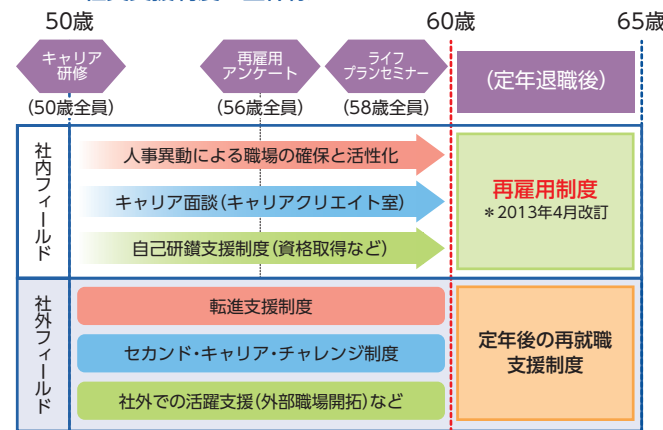 50歳
60歳
65歳
キャリア
研修
再雇用
アンケート
ライフ
プランセミナー
(定年退職後)
(50歳全員)
(56歳全員)
(58歳全員)
社内フィールド
人事異動による職場の確保と活性化
キャリア面談(キャリアクリエイト室)
自己研鑽支援制度(資格取得など)
再雇用制度
＊2013年4月改訂
社外フィールド
転進支援制度
セカンド・キャリア・チャレンジ制度
社外での活躍支援(外部職場開拓)など
定年後の再就職
支援制度